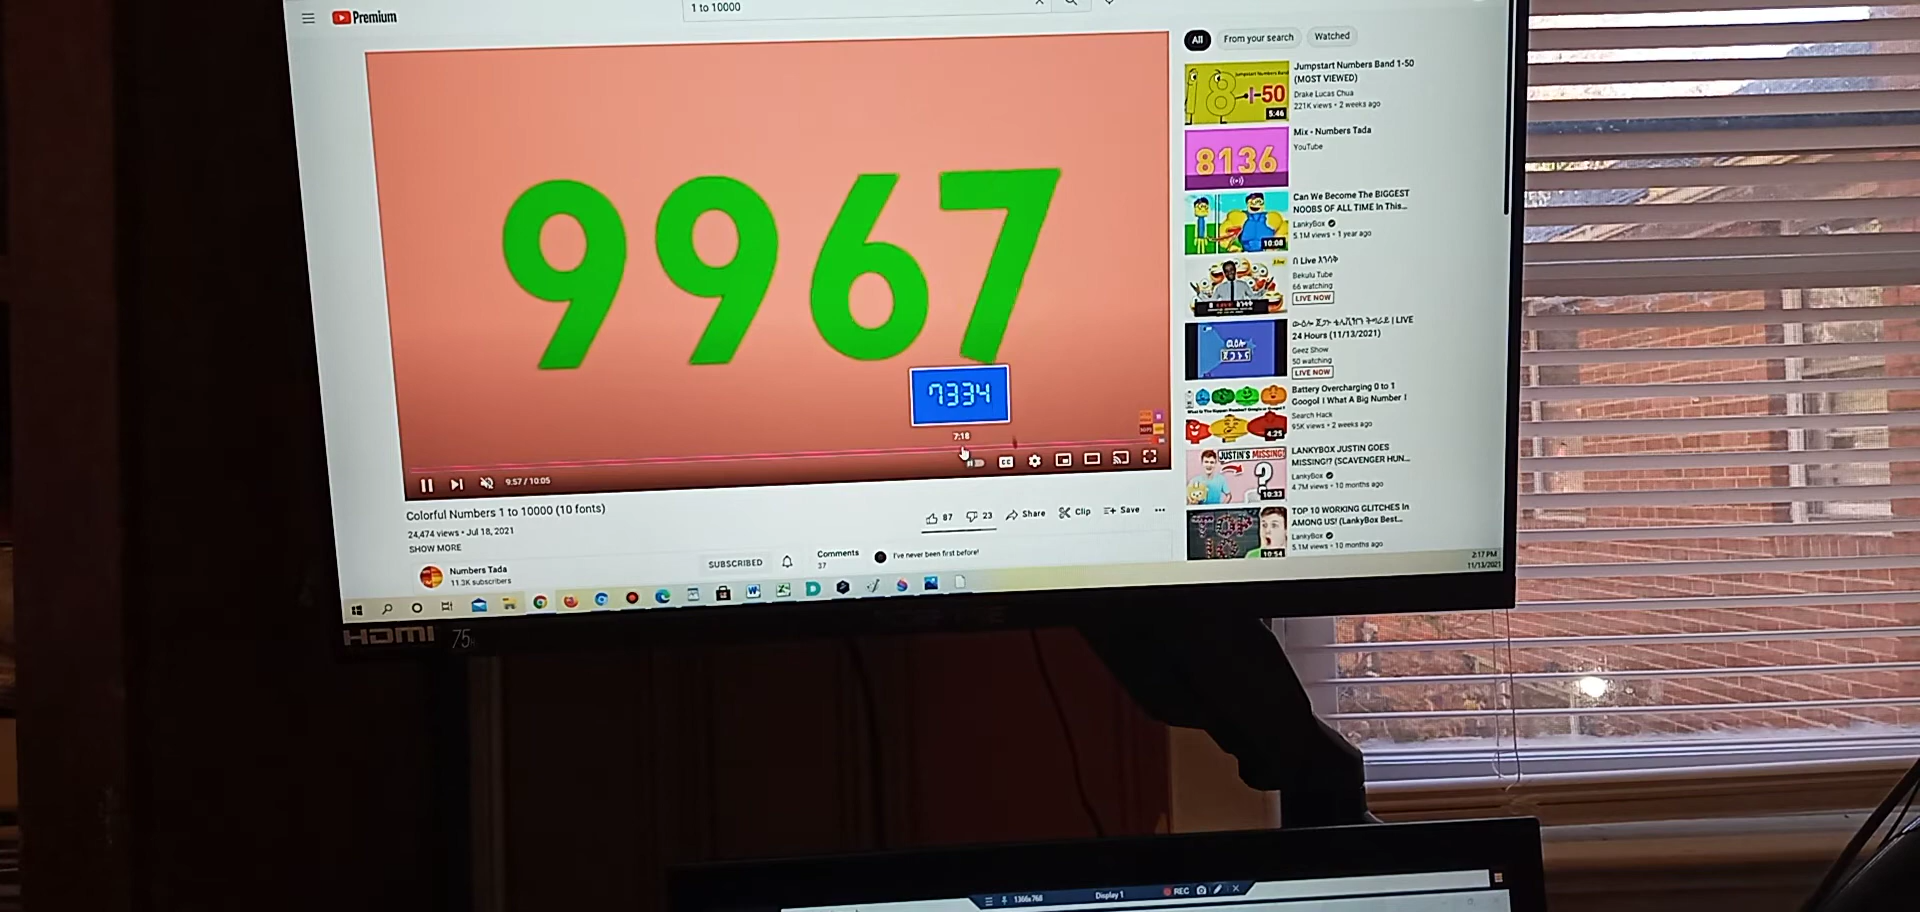 Premium
1 to 10000
9967
7334
7:18
9:57 / 10:05
Colorful Numbers 1 to 10000 (10 fonts)
24,474 views • Jul 18, 2021
SHOW MORE
87
23
Share
Clip
Save
Numbers Tada
11.3K subscribers
SUBSCRIBED
Comments
37
I've never been first before!
All
From your search
Watched
18
1-50
5:46
Jumpstart Numbers Band 1-50
(MOST VIEWED)
Drake Lucas Chua
221K views • 2 weeks ago
8136
Mix - Numbers Tada
YouTube
10:08
Can We Become The BIGGEST
NOOBS OF ALL TIME In This...
LankyBox
5.1M views • 1 year ago
Live
Bekulu Tube
66 watching
LIVE NOW
| LIVE
24 Hours (11/13/2021)
Geez Show
50 watching
LIVE NOW
4:25
Battery Overcharging 0 to 1
Googol I What A Big Number !
Search Hack
95K views • 2 weeks ago
JUSTIN'S MISSING!
?
10:33
LANKYBOX JUSTIN GOES
MISSING!? (SCAVENGER HUN...
LankyBox
4.7M views • 10 months ago
10:54
TOP 10 WORKING GLITCHES In
AMONG US! (LankyBox Best...
LankyBox
5.1M views • 10 months ago
2:17 PM
11/13/2021
HDMI
75
1366x768
Display 1
REC